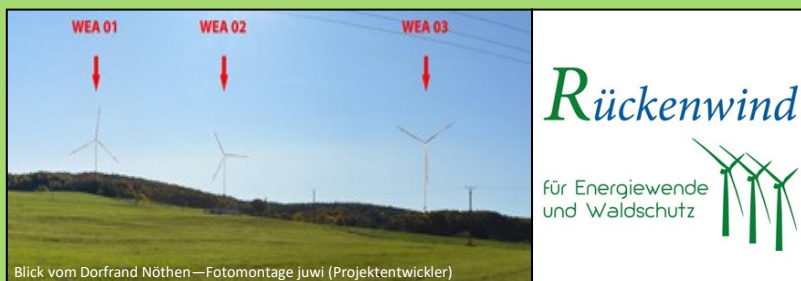 WEA 01
WEA 02
WEA 03
Blick vom Dorfrand Nöthen—Fotomontage juwi (Projektentwickler)
Rückenwind
für Energiewende
und Waldschutz